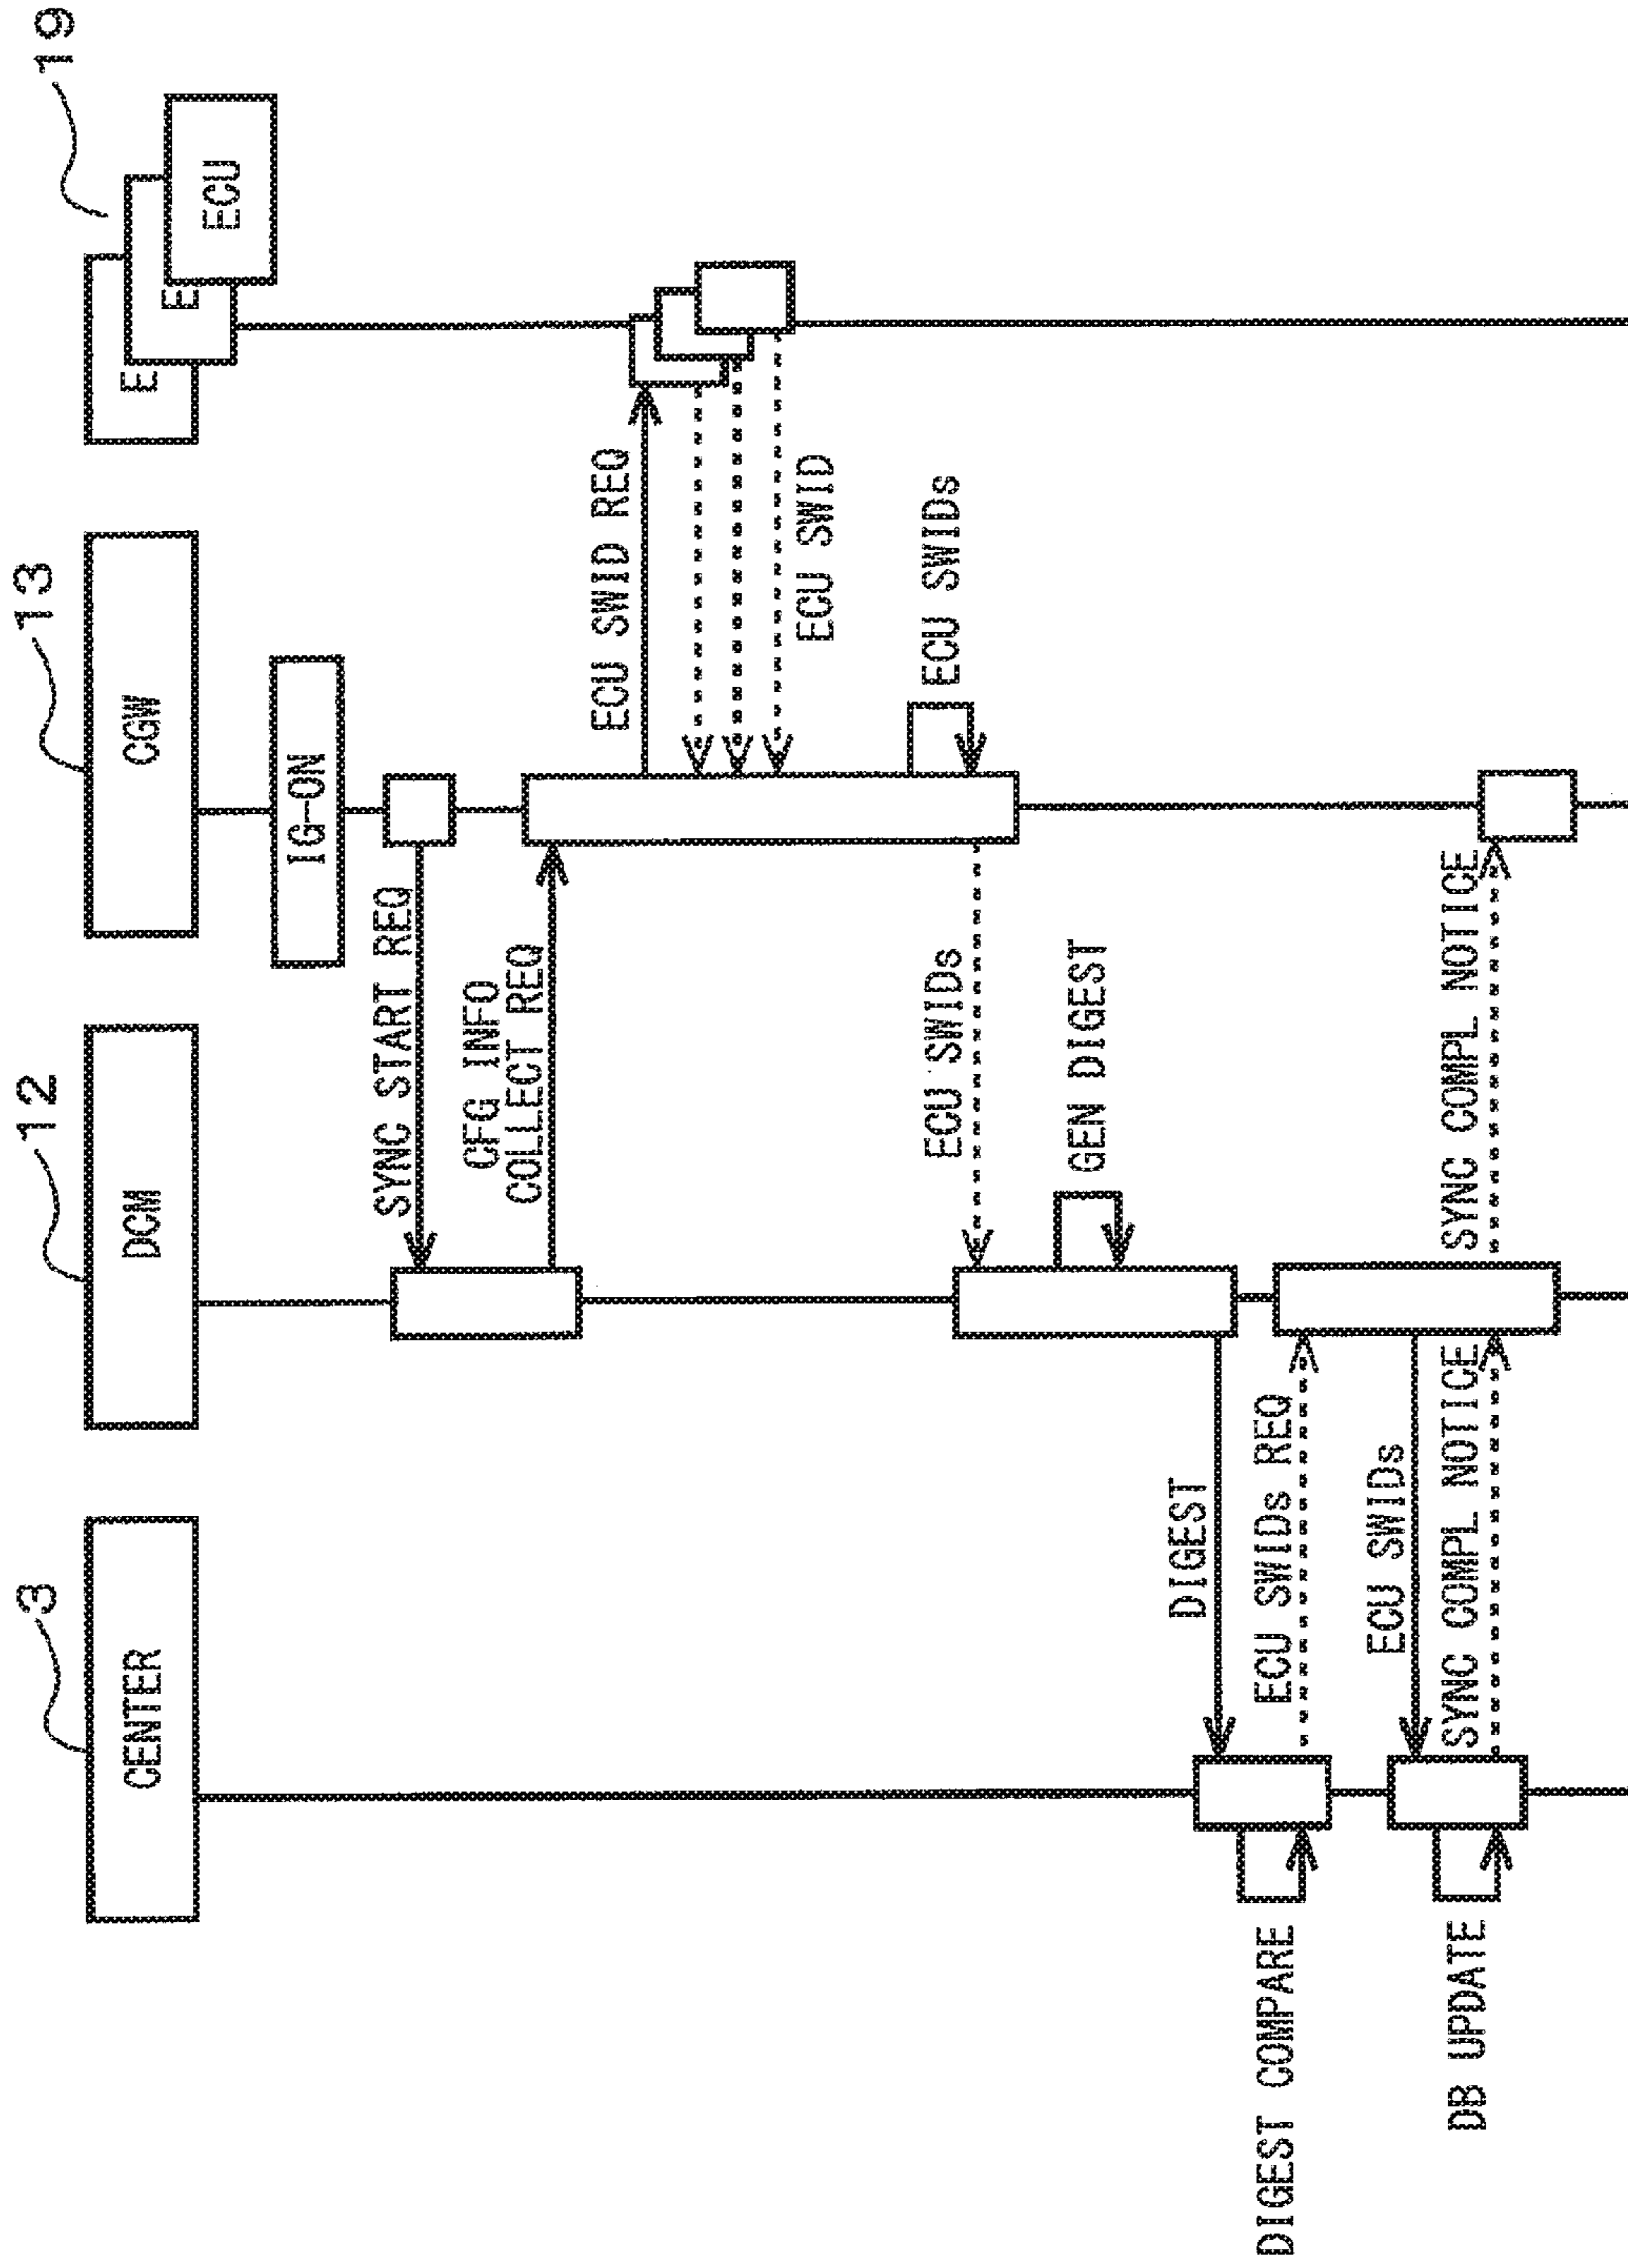 3
12
13
19
CENTER
DCM
CGW
E
E
ECU
IG-ON
SYNC START REQ
CFG INFO
COLLECT REQ
ECU SWID REQ
ECU SWID
ECU SWIDs
ECU SWIDs
GEN DIGEST
DIGEST
DIGEST COMPARE
ECU SWIDs REQ
ECU SWIDs
DB UPDATE
SYNC COMPL NOTICE
SYNC COMPL NOTICE